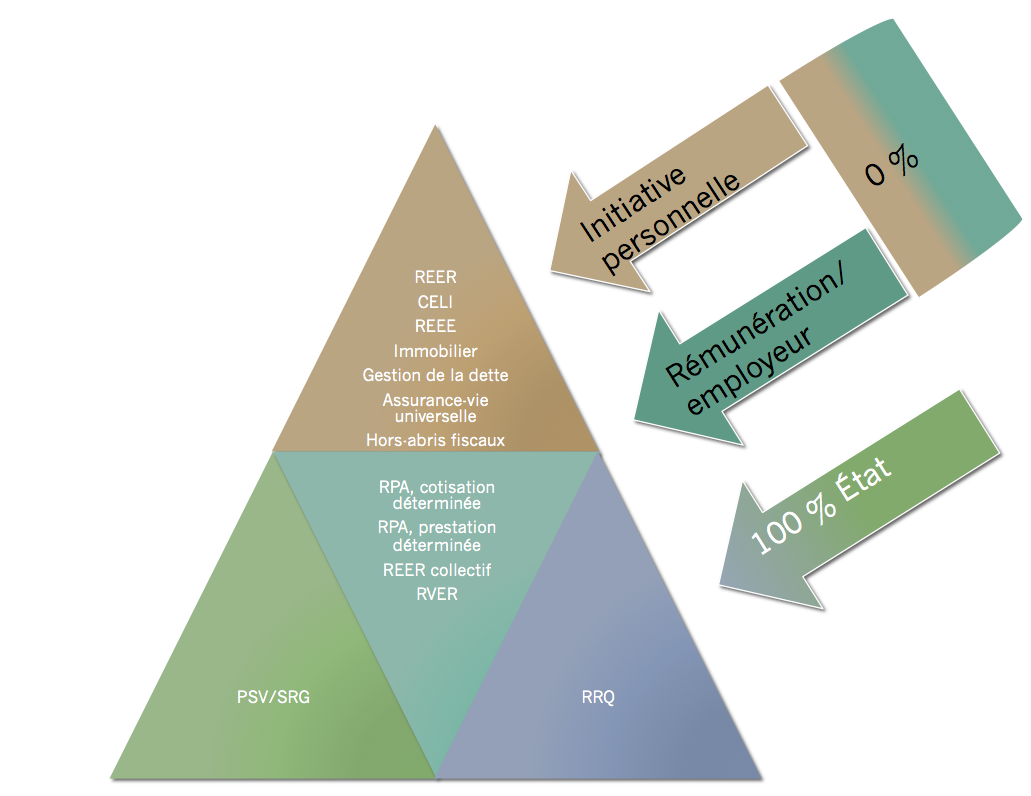 0 %
Initiative
personnelle
Rémunération/
employeur
100 % État
REER
CELI
REEE
Immobilier
Gestion de la dette
Assurance-vie
universelle
Hors-abris fiscaux
RPA, cotisation
déterminée
RPA, prestation
déterminée
REER collectif
RVER
PSV/SRG
RRQ